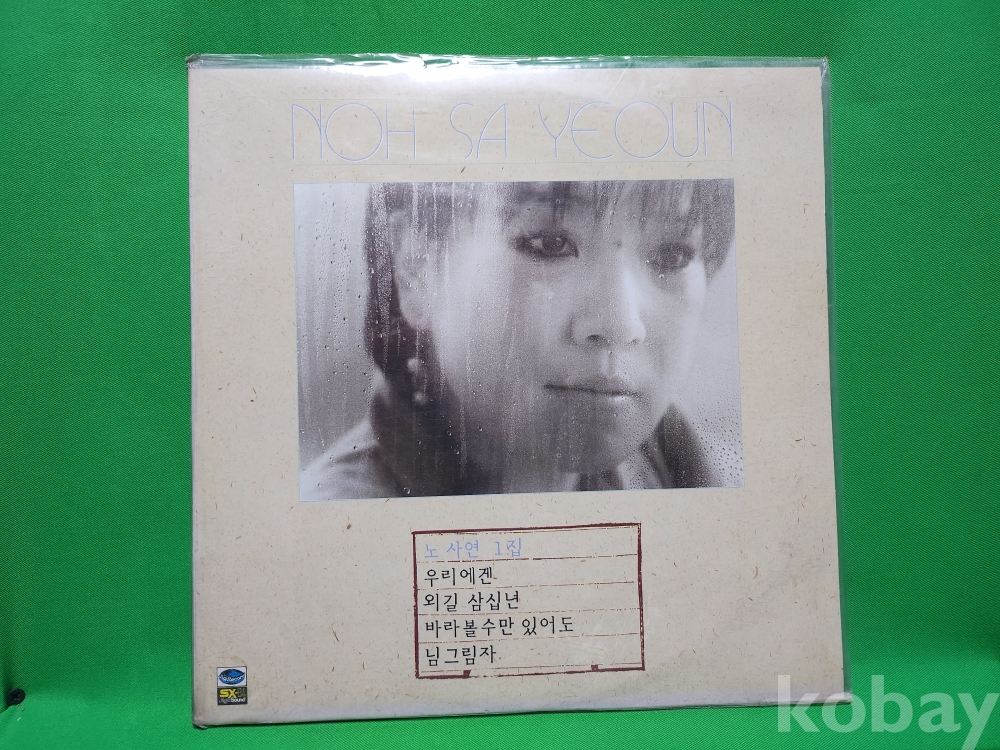 NOH SA YEOUN
노 사연 1집
우리에겐
외길 삼십년
바라볼수만 있어도
님그림자
SX
kobay